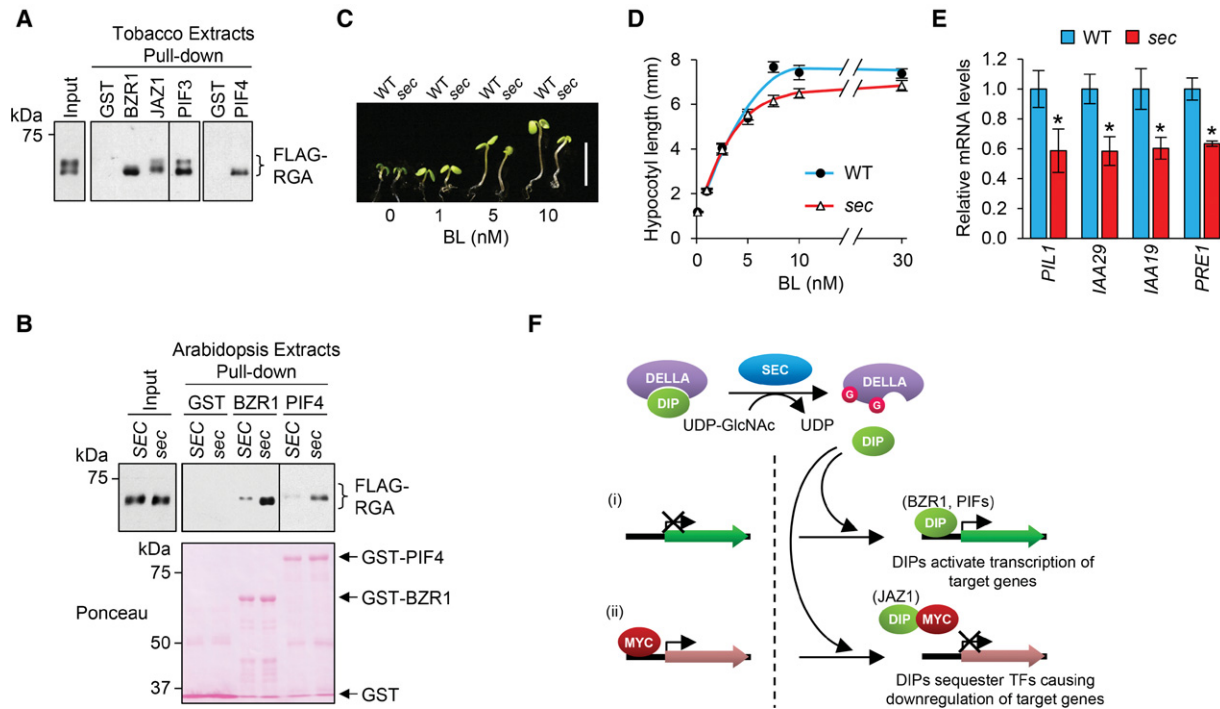 A
Tobacco Extracts
Pull-down
Input
GST
BZR1
JAZ1
PIF3
GST
PIF4
kDa
75
FLAG-
RGA
B
Arabidopsis Extracts
Pull-down
Input
GST
BZR1
PIF4
SEC
sec
SEC
sec
SEC
sec
SEC
sec
kDa
75
FLAG-
RGA
kDa
75
50
37
Ponceau
GST-PIF4
GST-BZR1
GST
C
WT sec WT sec WT sec WT sec
0 1 5 10
BL (nM)
D
Hypocotyl length (mm)
8
6
4
2
0
0 5 10 30
BL (nM)
WT
sec
E
WT sec
Relative mRNA levels
1.2
1.0
0.8
0.6
0.4
0.2
0.0
* * * *
PIL1
IAA29
IAA19
PRE1
F
DELLA
DIP
SEC
UDP-GlcNAc
UDP
DELLA
G
G
DIP
(i)
(BZR1, PIFs)
DIP
DIPs activate transcription of
target genes
(ii)
MYC
(JAZ1)
DIP
MYC
DIPs sequester TFs causing
downregulation of target genes